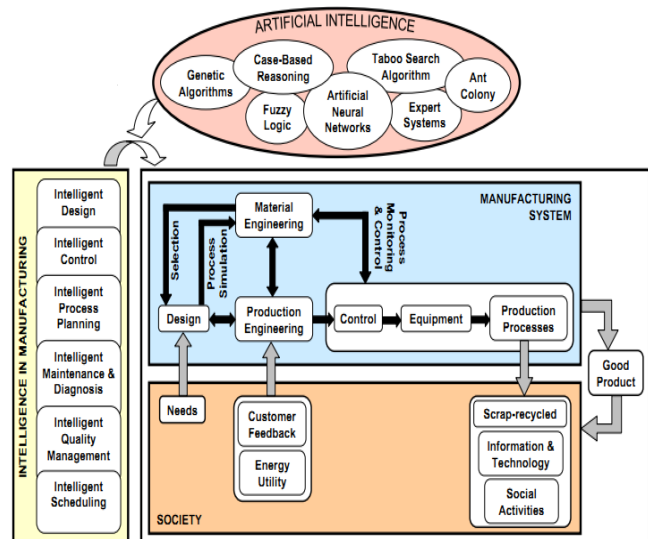 ARTIFICIAL INTELLIGENCE
Case-Based
Reasoning
Taboo Search
Algorithm
Genetic
Algorithms
Ant
Colony
Fuzzy
Logic
Artificial
Neural
Networks
Expert
Systems
INTELLIGENCE IN MANUFACTURING
Intelligent
Design
Intelligent
Control
Intelligent
Process
Planning
Intelligent
Maintenance &
Diagnosis
Intelligent
Quality
Management
Intelligent
Scheduling
MANUFACTURING
SYSTEM
Material
Engineering
Selection
Process
Simulation
Process
Monitoring
& Control
Design
Production
Engineering
Control
Equipment
Production
Processes
Good
Product
Needs
Customer
Feedback
Energy
Utility
Scrap-recycled
Information &
Technology
Social
Activities
SOCIETY